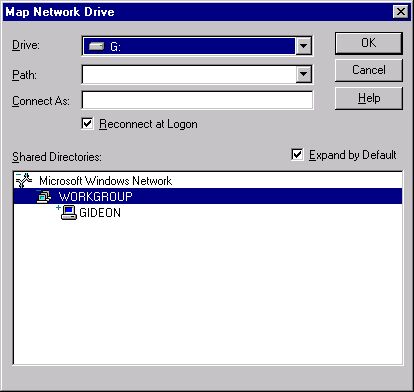 Map Network Drive
Drive: G: OK
Path: Cancel
Connect As: Help
Reconnect at Logon
Shared Directories: Expand by Default
Microsoft Windows Network
WORKGROUP
GIDEON